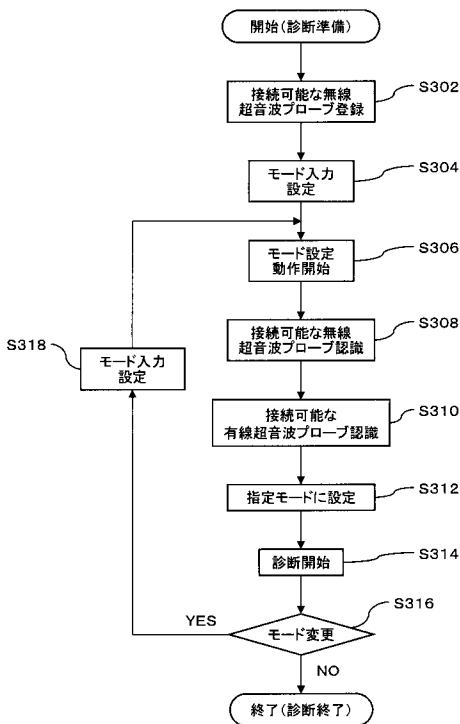 開始(診断準備)
接続可能な無線
超音波プローブ登録
S302
モード入力
設定
S304
モード設定
動作開始
S306
接続可能な無線
超音波プローブ認識
S308
S318
モード入力
設定
接続可能な
有線超音波プローブ認識
S310
指定モードに設定
S312
診断開始
S314
モード変更
S316
YES
NO
終了(診断終了)